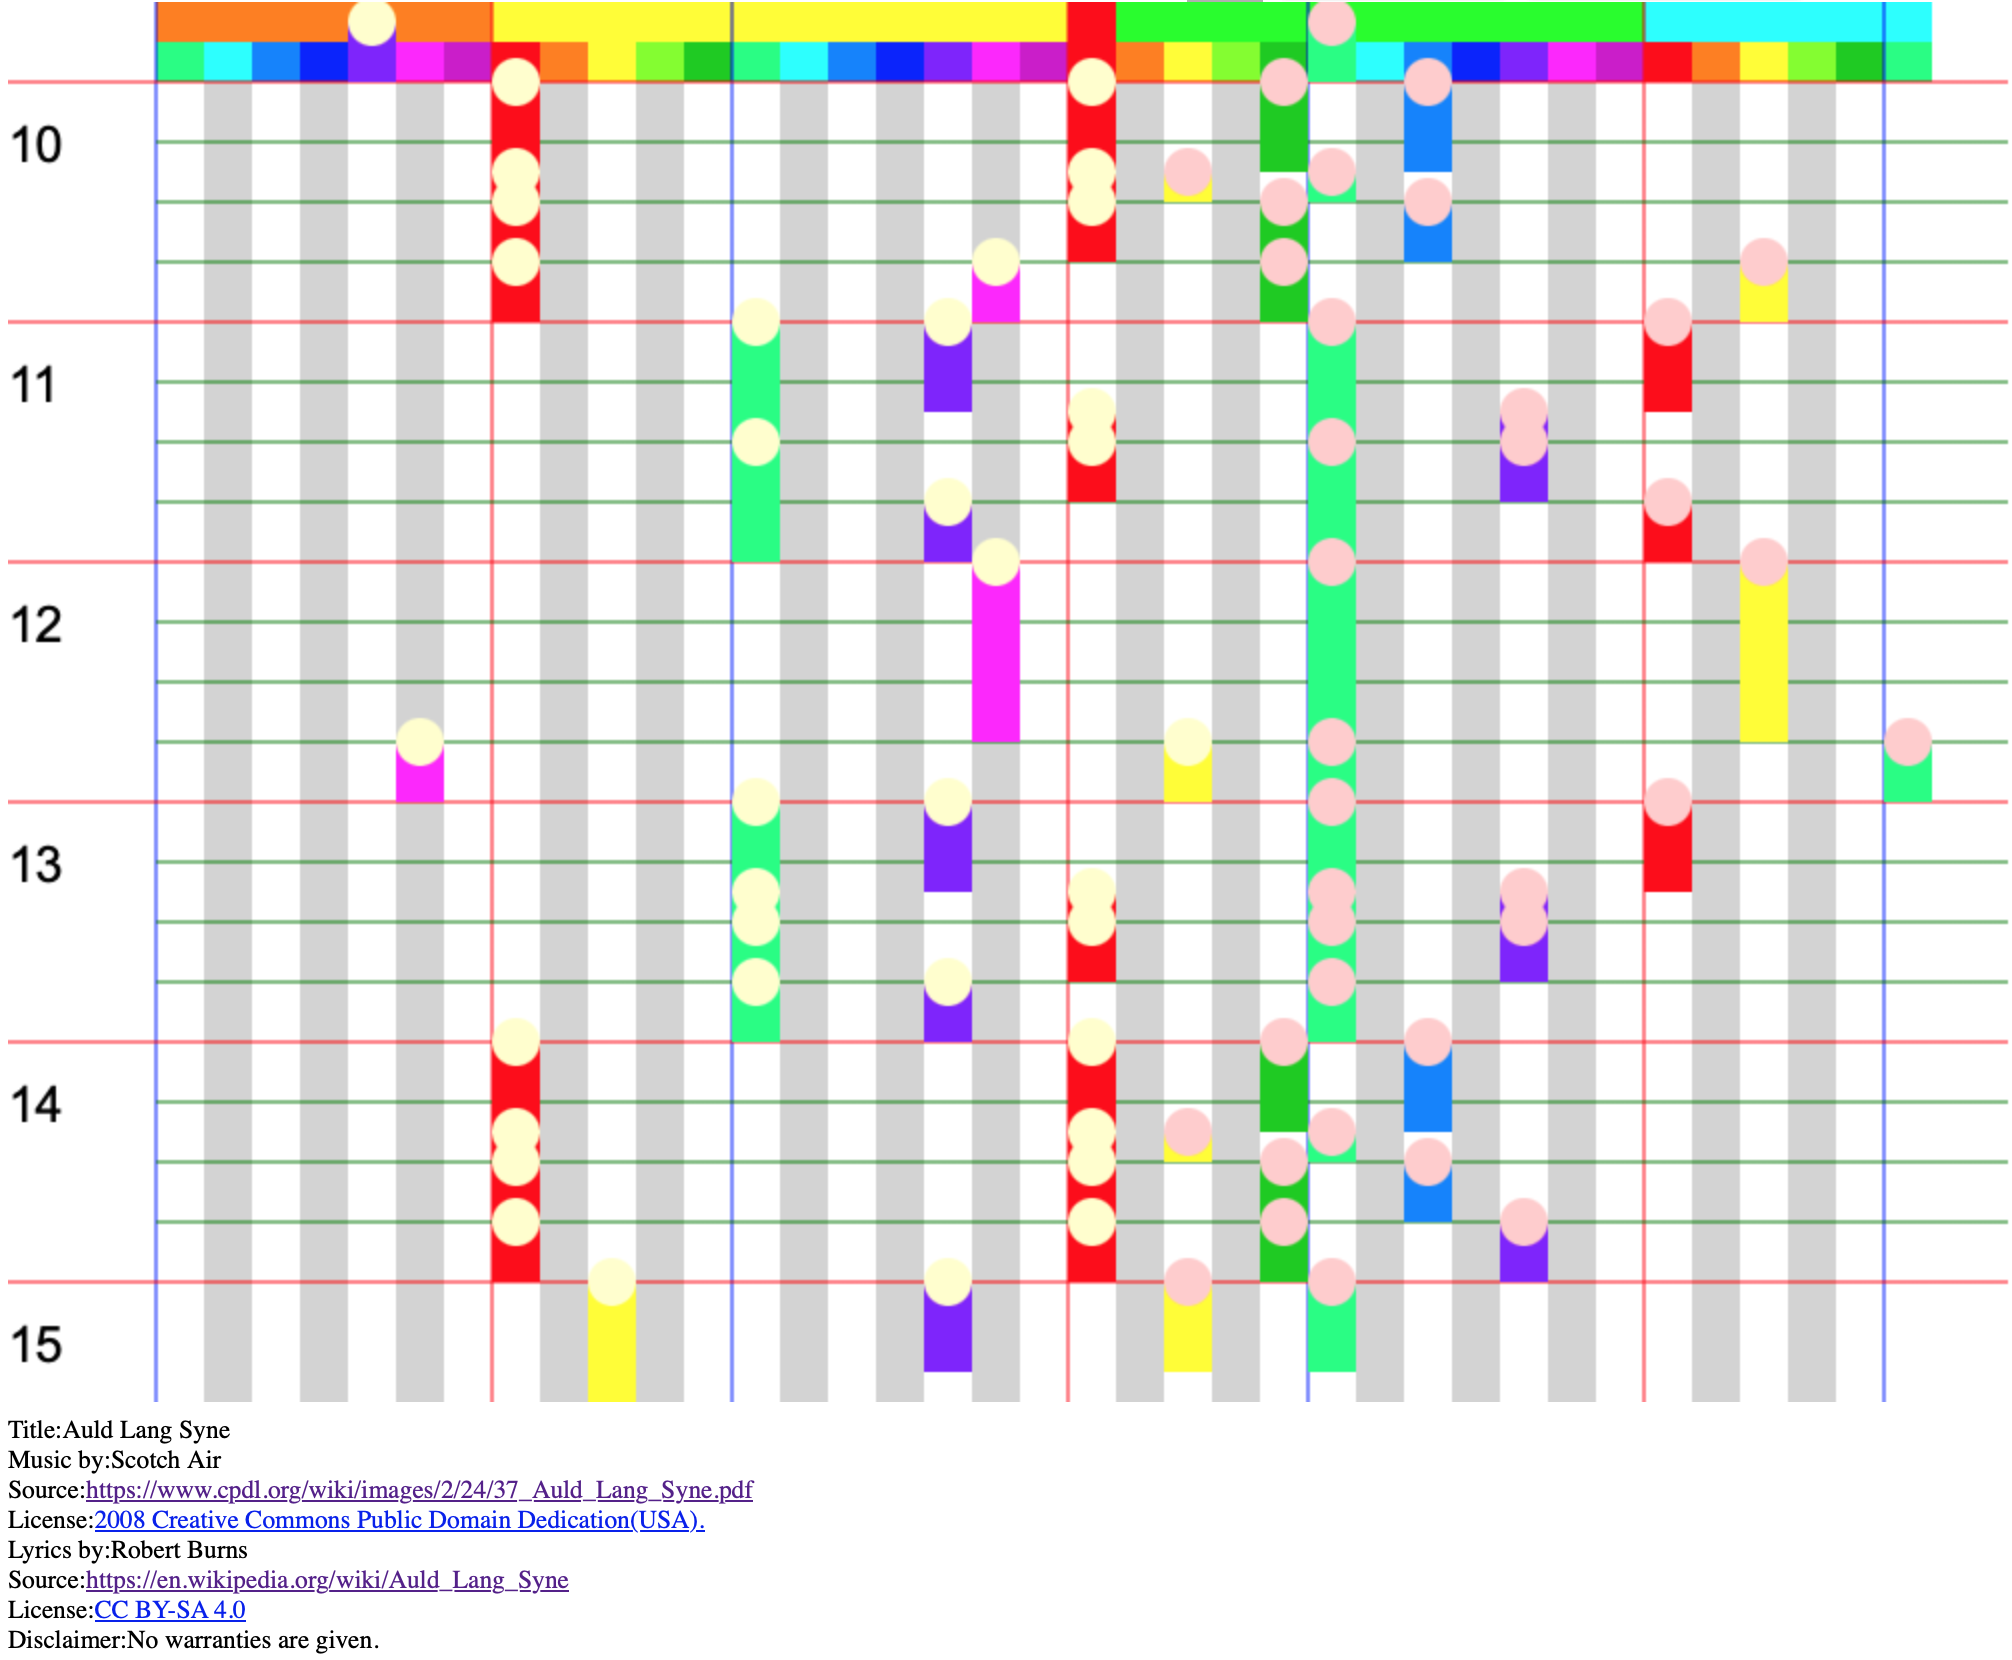 10
11
12
13
14
15
Title:Auld Lang Syne
Music by:Scotch Air
Source:https://www.cpdl.org/wiki/images/2/24/37_Auld_Lang_Syne.pdf
License:2008 Creative Commons Public Domain Dedication(USA).
Lyrics by:Robert Burns
Source:https://en.wikipedia.org/wiki/Auld_Lang_Syne
License:CC BY-SA 4.0
Disclaimer:No warranties are given.